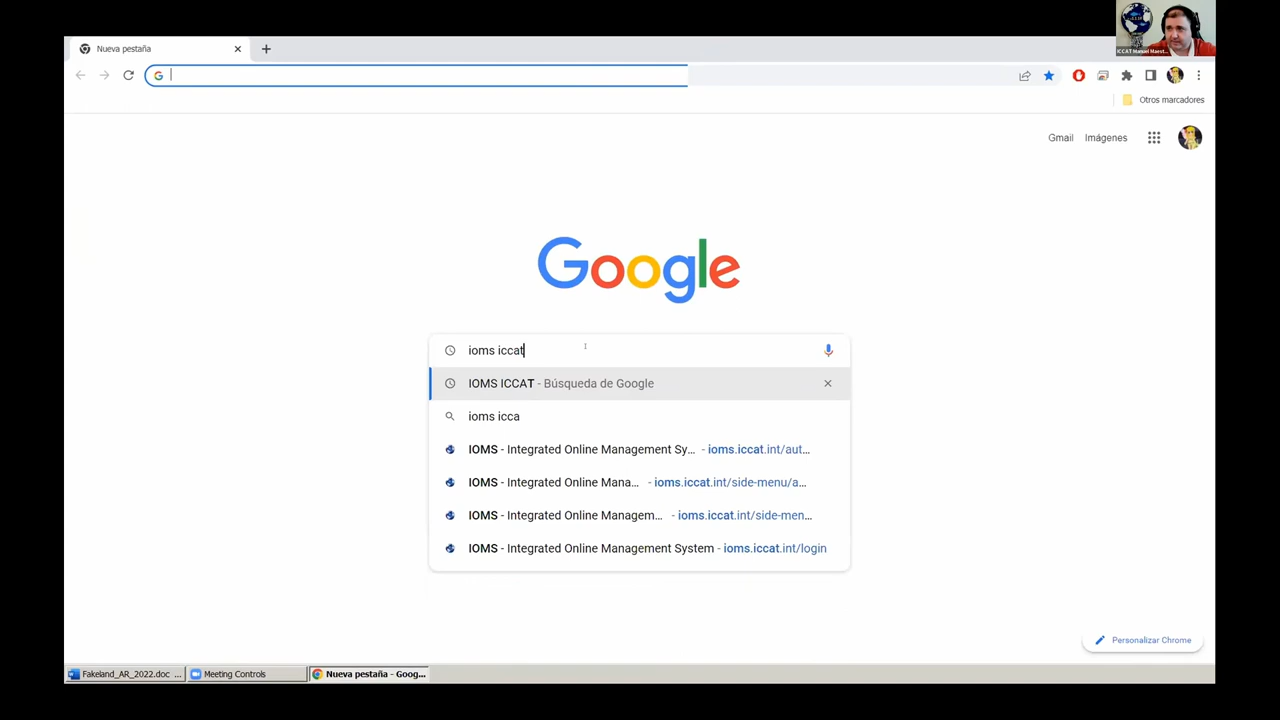 Nueva pestaña
ICCAT Manuel Maest...
Otros marcadores
Gmail Imágenes
Google
ioms iccat
IOMS ICCAT - Búsqueda de Google
ioms icca
IOMS - Integrated Online Management Sy... - ioms.iccat.int/aut...
IOMS - Integrated Online Mana... - ioms.iccat.int/side-menu/a...
IOMS - Integrated Online Managem... - ioms.iccat.int/side-men...
IOMS - Integrated Online Management System - ioms.iccat.int/login
Personalizar Chrome
Fakeland_AR_2022.doc ... Meeting Controls Nueva pestaña - Goog...